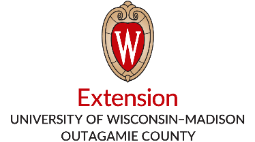 W
Extension
UNIVERSITY OF WISCONSIN–MADISON
OUTAGAMIE COUNTY